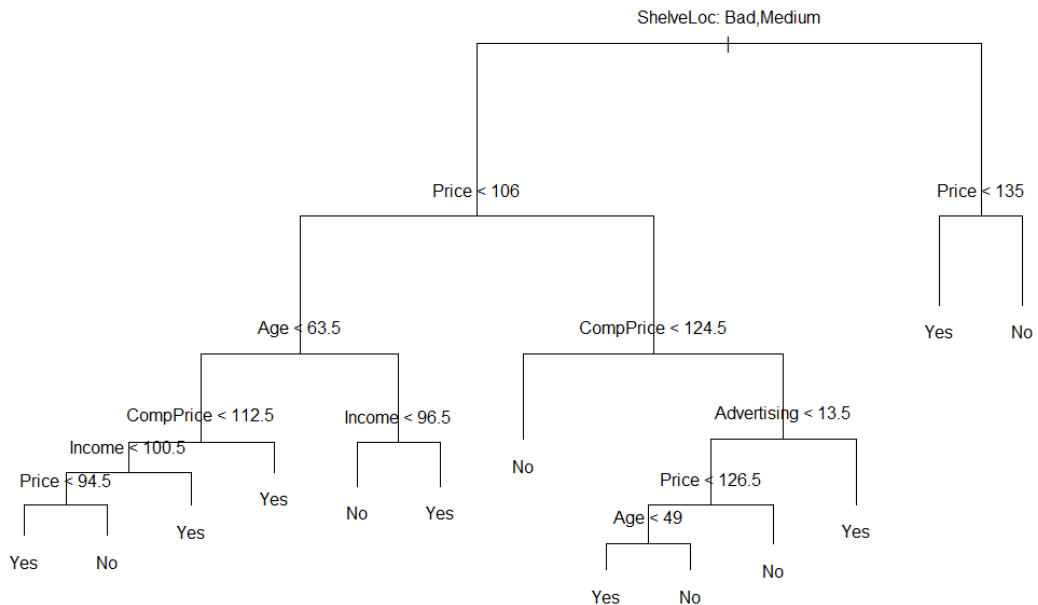 ShelveLoc: Bad,Medium
Price < 106
Price < 135
Age < 63.5
CompPrice < 124.5
Yes
No
CompPrice < 112.5
Income < 96.5
Advertising < 13.5
Income < 100.5
No
Price < 94.5
Price < 126.5
Yes
No
Yes
Yes
Yes
Age < 49
Yes
No
No
Yes
No